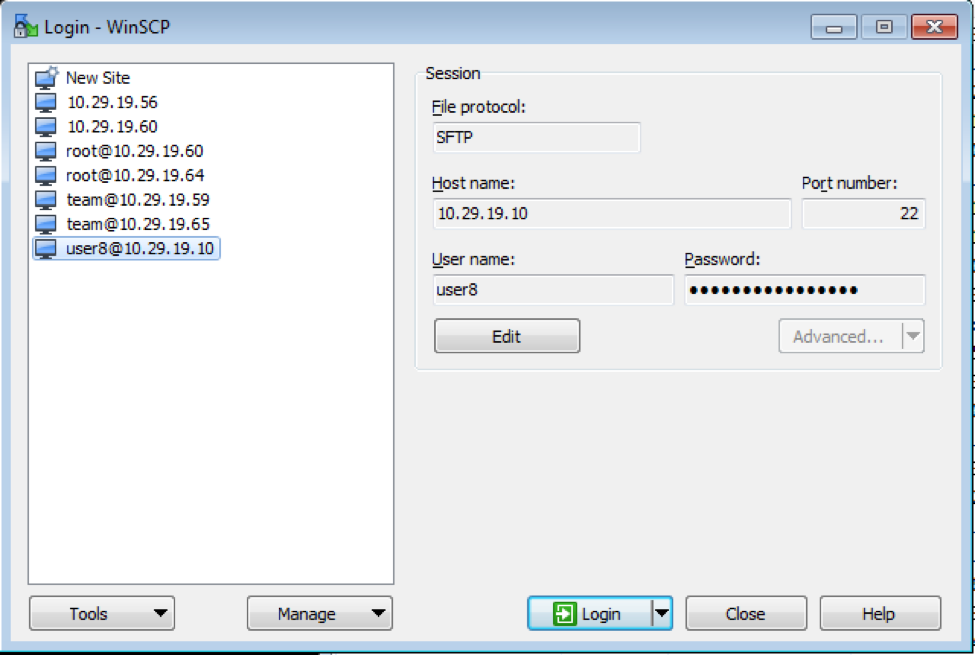 Login - WinSCP
New Site
10.29.19.56
10.29.19.60
root@10.29.19.60
root@10.29.19.64
team@10.29.19.59
team@10.29.19.65
user8@10.29.19.10
Session
File protocol:
SFTP
Host name: Port number:
10.29.19.10 22
User name: Password:
user8 ●●●●●●●●●●●●●●●●
Edit Advanced...
Tools Manage Login Close Help